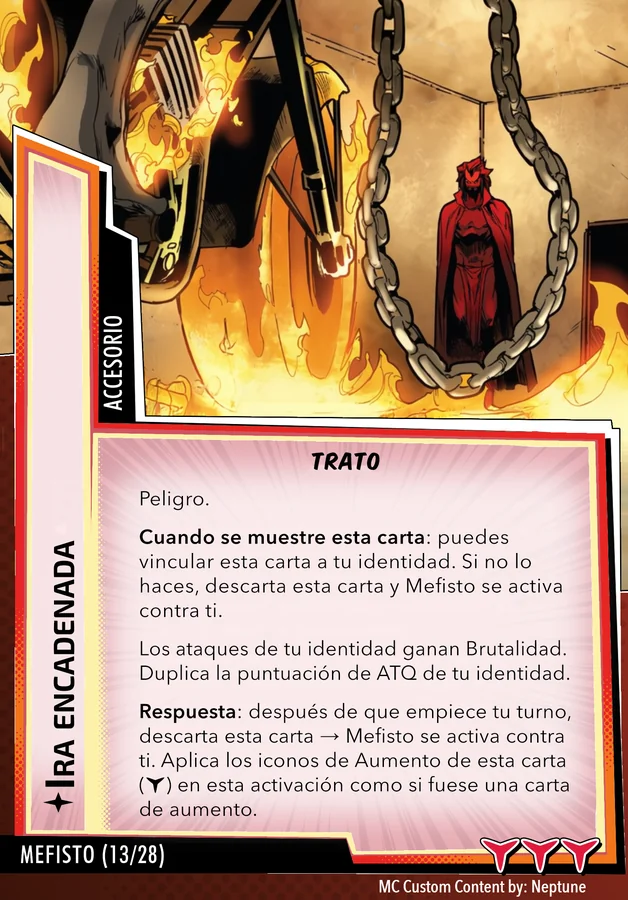 ACCESORIO
IRA ENCADENADA
TRATO
Peligro.
Cuando se muestre esta carta: puedes
vincular esta carta a tu identidad. Si no lo
haces, descarta esta carta y Mefisto se activa
contra ti.
Los ataques de tu identidad ganan Brutalidad.
Duplica la puntuación de ATQ de tu identidad.
Respuesta: después de que empiece tu turno,
descarta esta carta → Mefisto se activa contra
ti. Aplica los iconos de Aumento de esta carta
( ) en esta activación como si fuese una carta
de aumento.
MEFISTO (13/28)
MC Custom Content by: Neptune